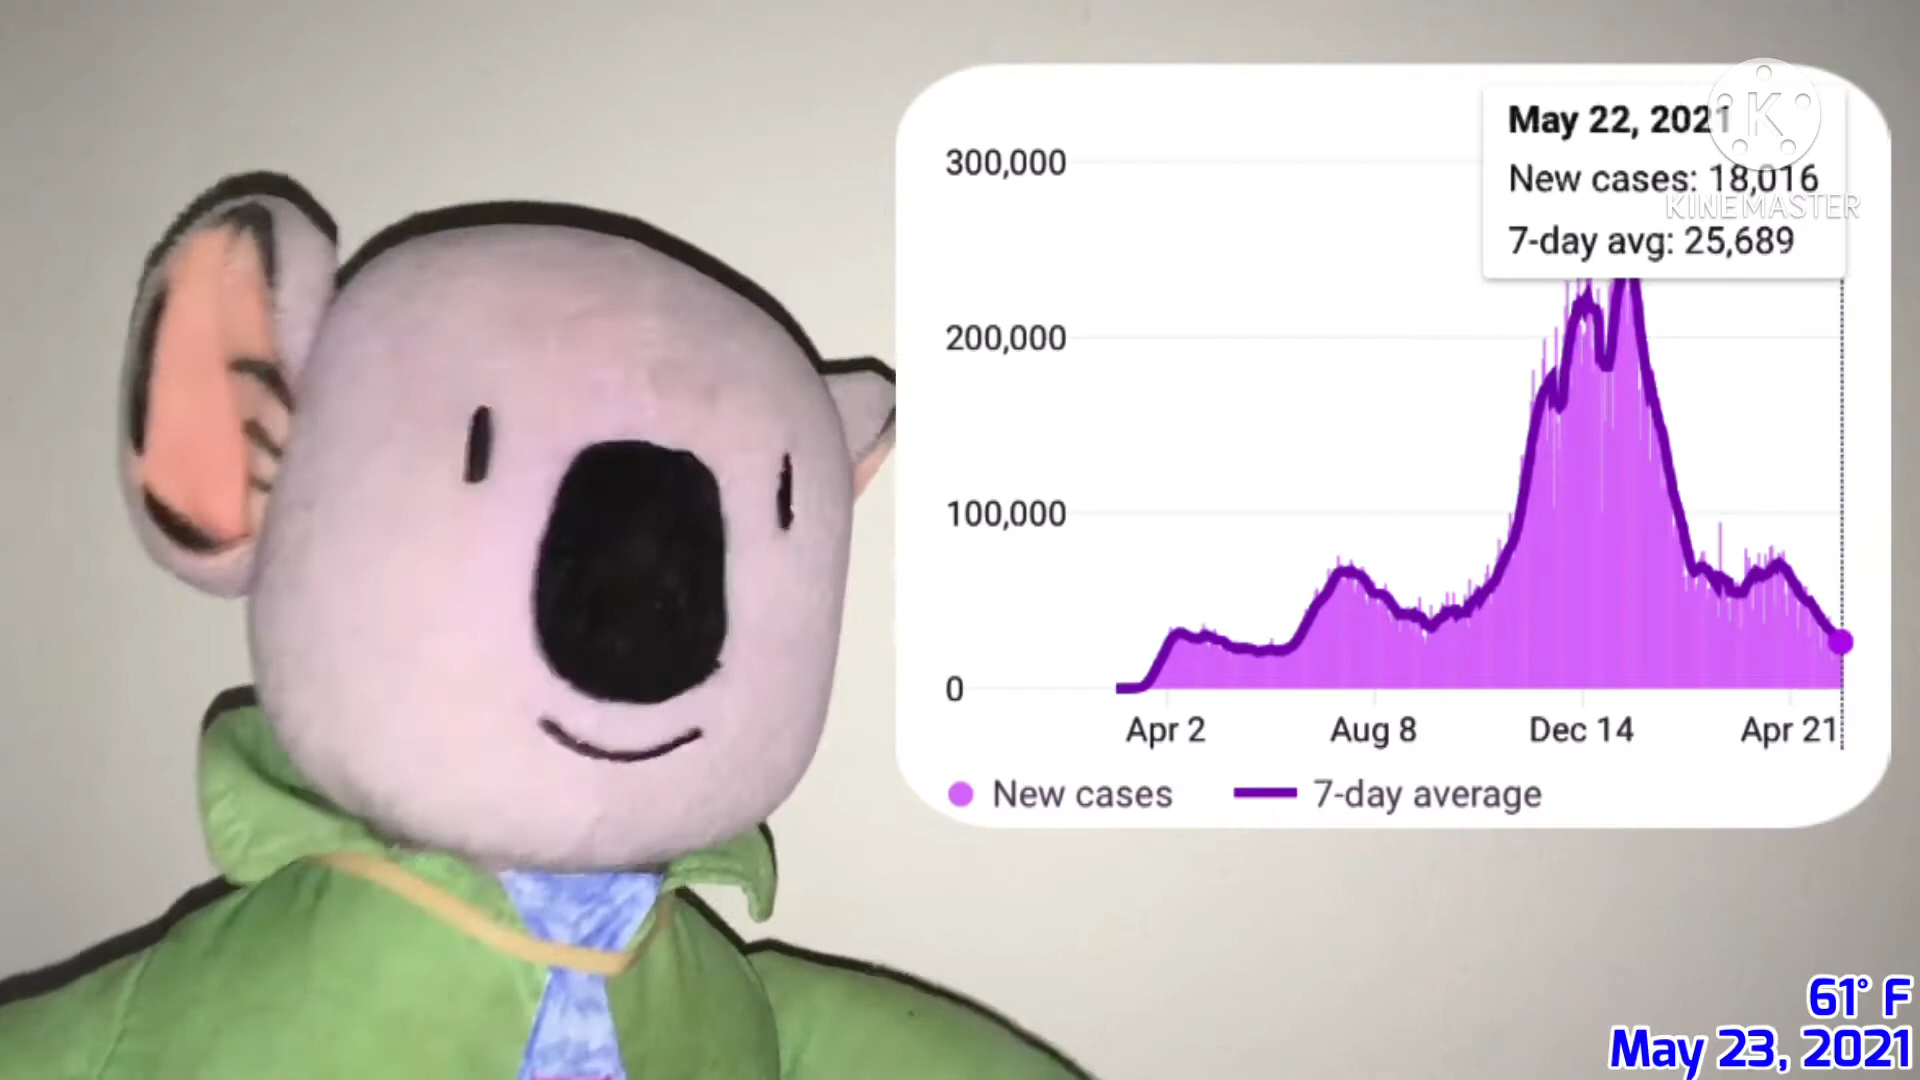 May 22, 2021
New cases: 18,016
7-day avg: 25,689
K
KINEMASTER
300,000
200,000
100,000
0
Apr 2 Aug 8 Dec 14 Apr 21
New cases 7-day average
61° F
May 23, 2021